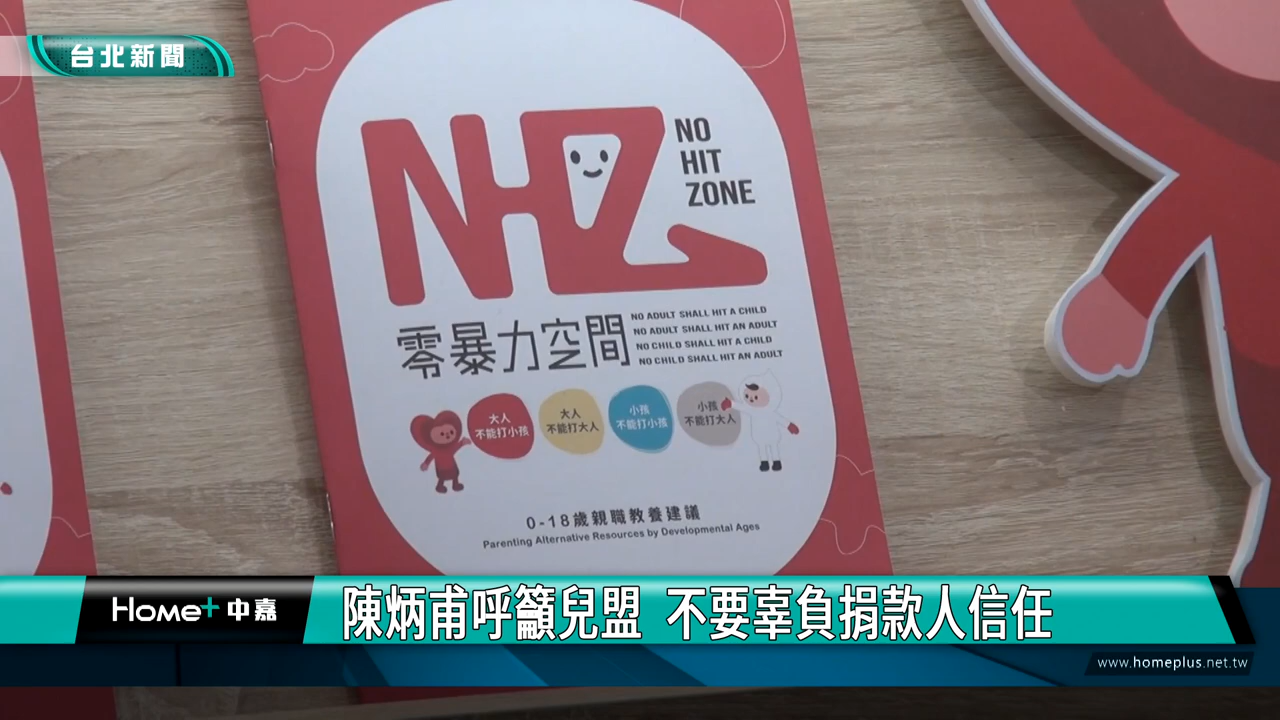 台北新聞
NHZ
NO
HIT
ZONE
零暴力空間
NO ADULT SHALL HIT A CHILD
NO ADULT SHALL HIT AN ADULT
NO CHILD SHALL HIT A CHILD
NO CHILD SHALL HIT AN ADULT
大人
不能打小孩
大人
不能打大人
小孩
不能打小孩
小孩
不能打大人
0-18歲親職教養建議
Parenting Alternative Resources by Developmental Ages
Home+中嘉
陳炳甫呼籲兒盟 不要辜負捐款人信任
www.homeplus.net.tw